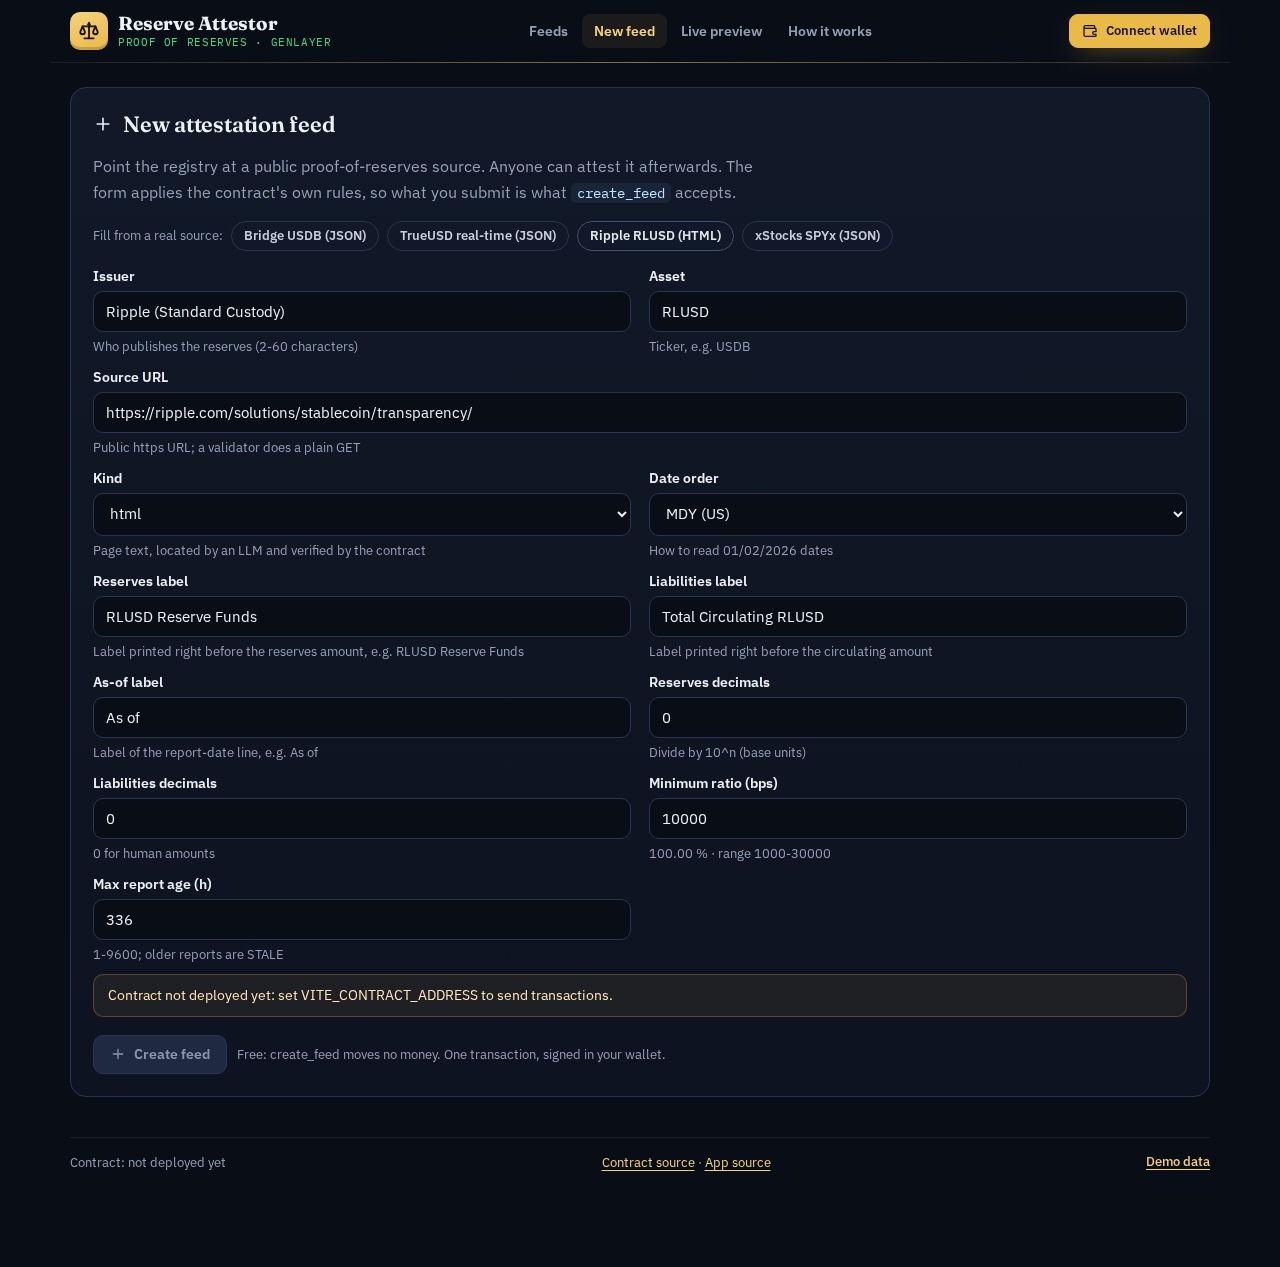 Reserve Attestor
PROOF OF RESERVES · GENLAYER
Feeds
New feed
Live preview
How it works
Connect wallet
New attestation feed
Point the registry at a public proof-of-reserves source. Anyone can attest it afterwards. The
form applies the contract's own rules, so what you submit is what create_feed accepts.
Fill from a real source:
Bridge USDB (JSON)
TrueUSD real-time (JSON)
Ripple RLUSD (HTML)
xStocks SPYx (JSON)
Issuer
Asset
Ripple (Standard Custody)
RLUSD
Who publishes the reserves (2-60 characters)
Ticker, e.g. USDB
Source URL
https://ripple.com/solutions/stablecoin/transparency/
Public https URL; a validator does a plain GET
Kind
Date order
html
MDY (US)
Page text, located by an LLM and verified by the contract
How to read 01/02/2026 dates
Reserves label
Liabilities label
RLUSD Reserve Funds
Total Circulating RLUSD
Label printed right before the reserves amount, e.g. RLUSD Reserve Funds
Label printed right before the circulating amount
As-of label
Reserves decimals
As of
0
Label of the report-date line, e.g. As of
Divide by 10^n (base units)
Liabilities decimals
Minimum ratio (bps)
0
10000
0 for human amounts
100.00 % · range 1000-30000
Max report age (h)
336
1-9600; older reports are STALE
Contract not deployed yet: set VITE_CONTRACT_ADDRESS to send transactions.
Create feed
Free: create_feed moves no money. One transaction, signed in your wallet.
Contract: not deployed yet
Contract source · App source
Demo data